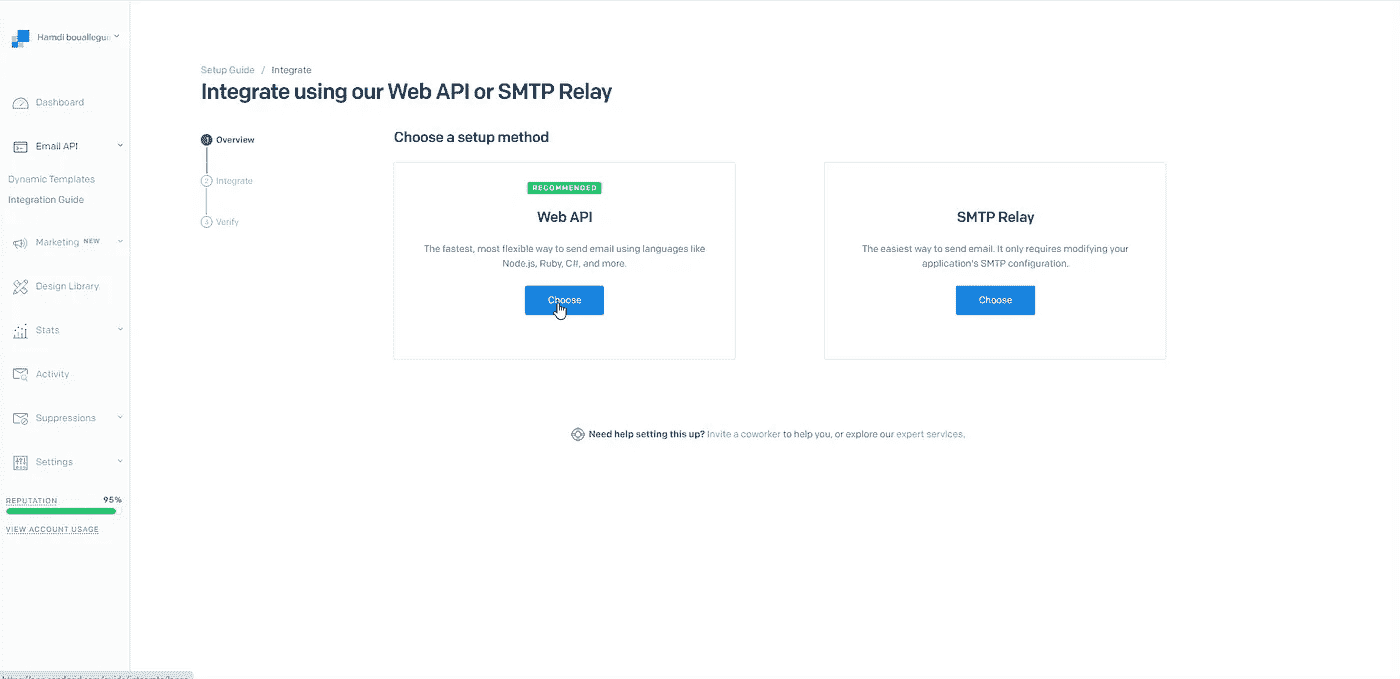 Hamdi bouallegu
Dashboard
Email API
Dynamic Templates
Integration Guide
Marketing NEW
Design Library
Stats
Activity
Suppressions
Settings
REPUTATION 95%
VIEW ACCOUNT USAGE
Setup Guide / Integrate
Integrate using our Web API or SMTP Relay
1 Overview
2 Integrate
3 Verify
Choose a setup method
RECOMMENDED
Web API
The fastest, most flexible way to send email using languages like
Node.js, Ruby, C#, and more.
Choose
SMTP Relay
The easiest way to send email. It only requires modifying your
application's SMTP configuration.
Choose
Need help setting this up? Invite a coworker to help you, or explore our expert services.